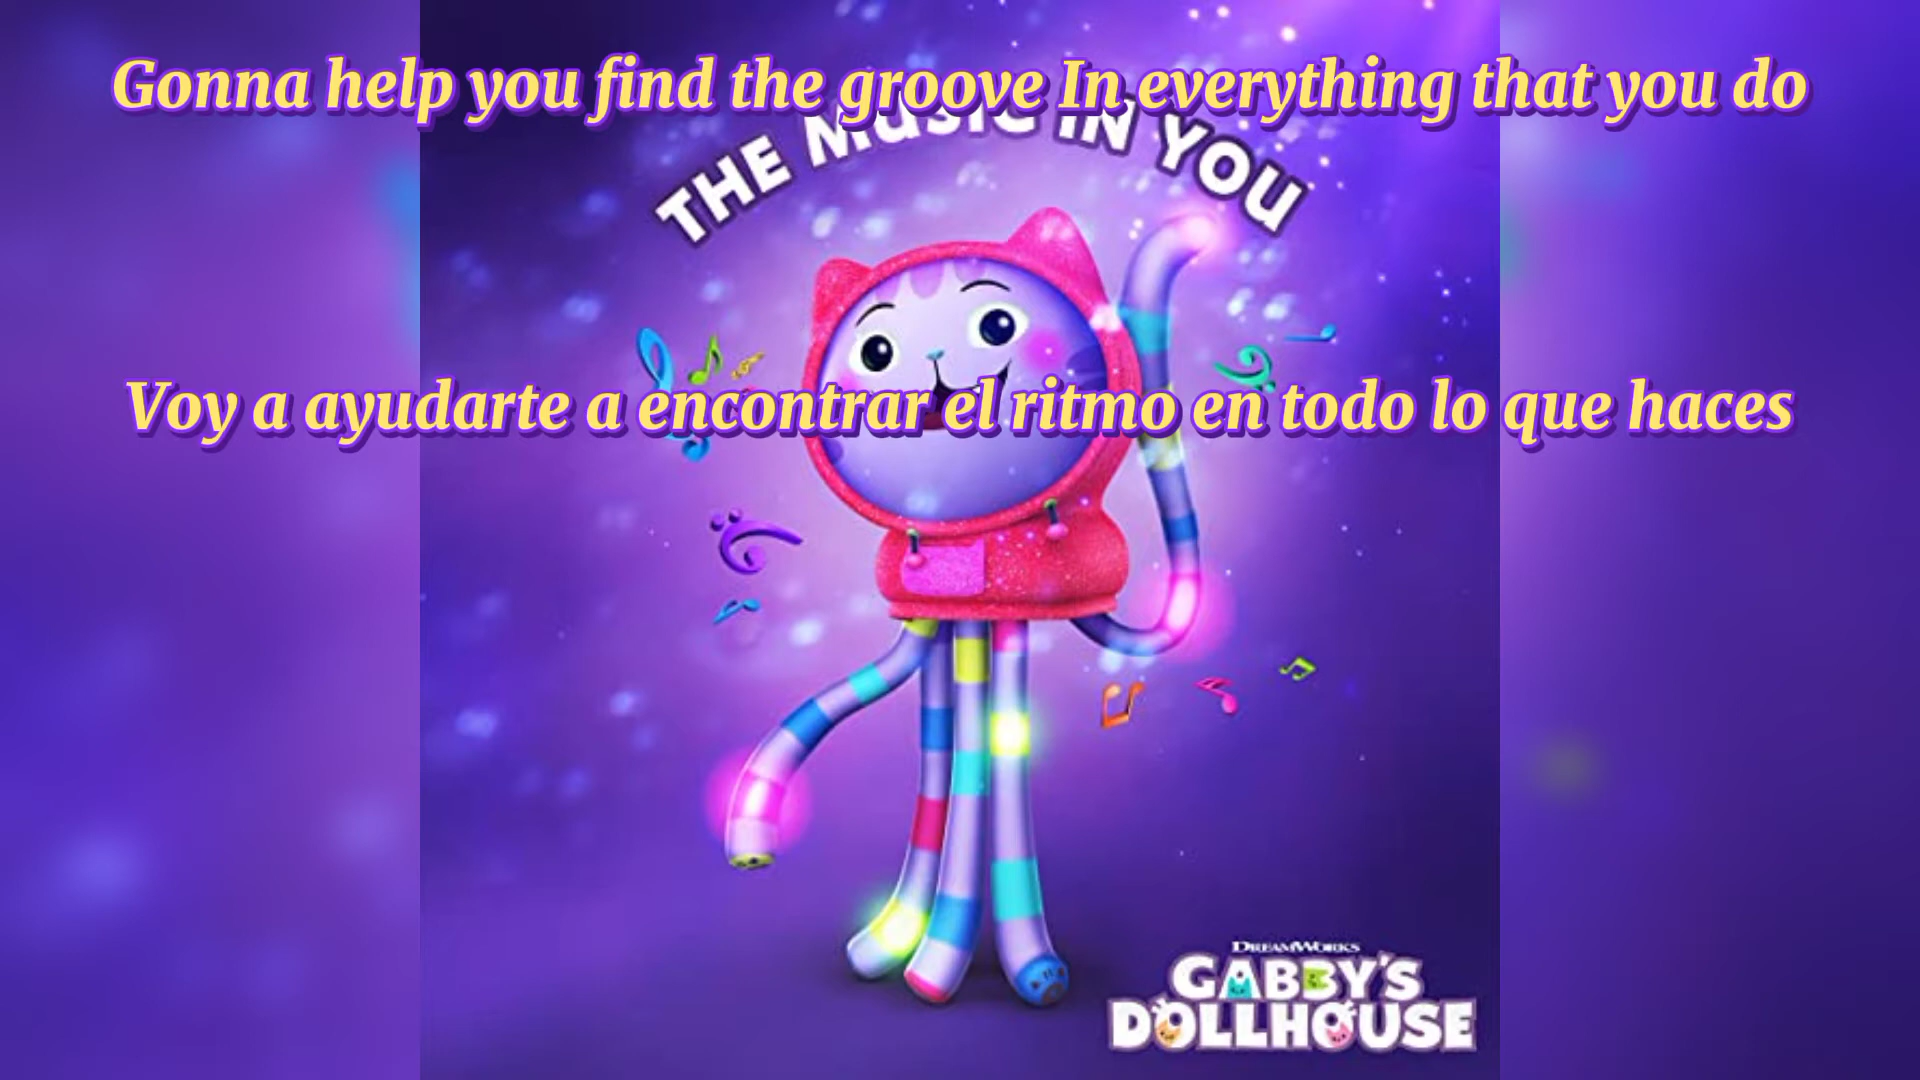 Gonna help you find the groove In everything that you do
THE MUSIC IN YOU
Voy a ayudarte a encontrar el ritmo en todo lo que haces
DREAMWORKS
GABBY'S
DOLLHOUSE